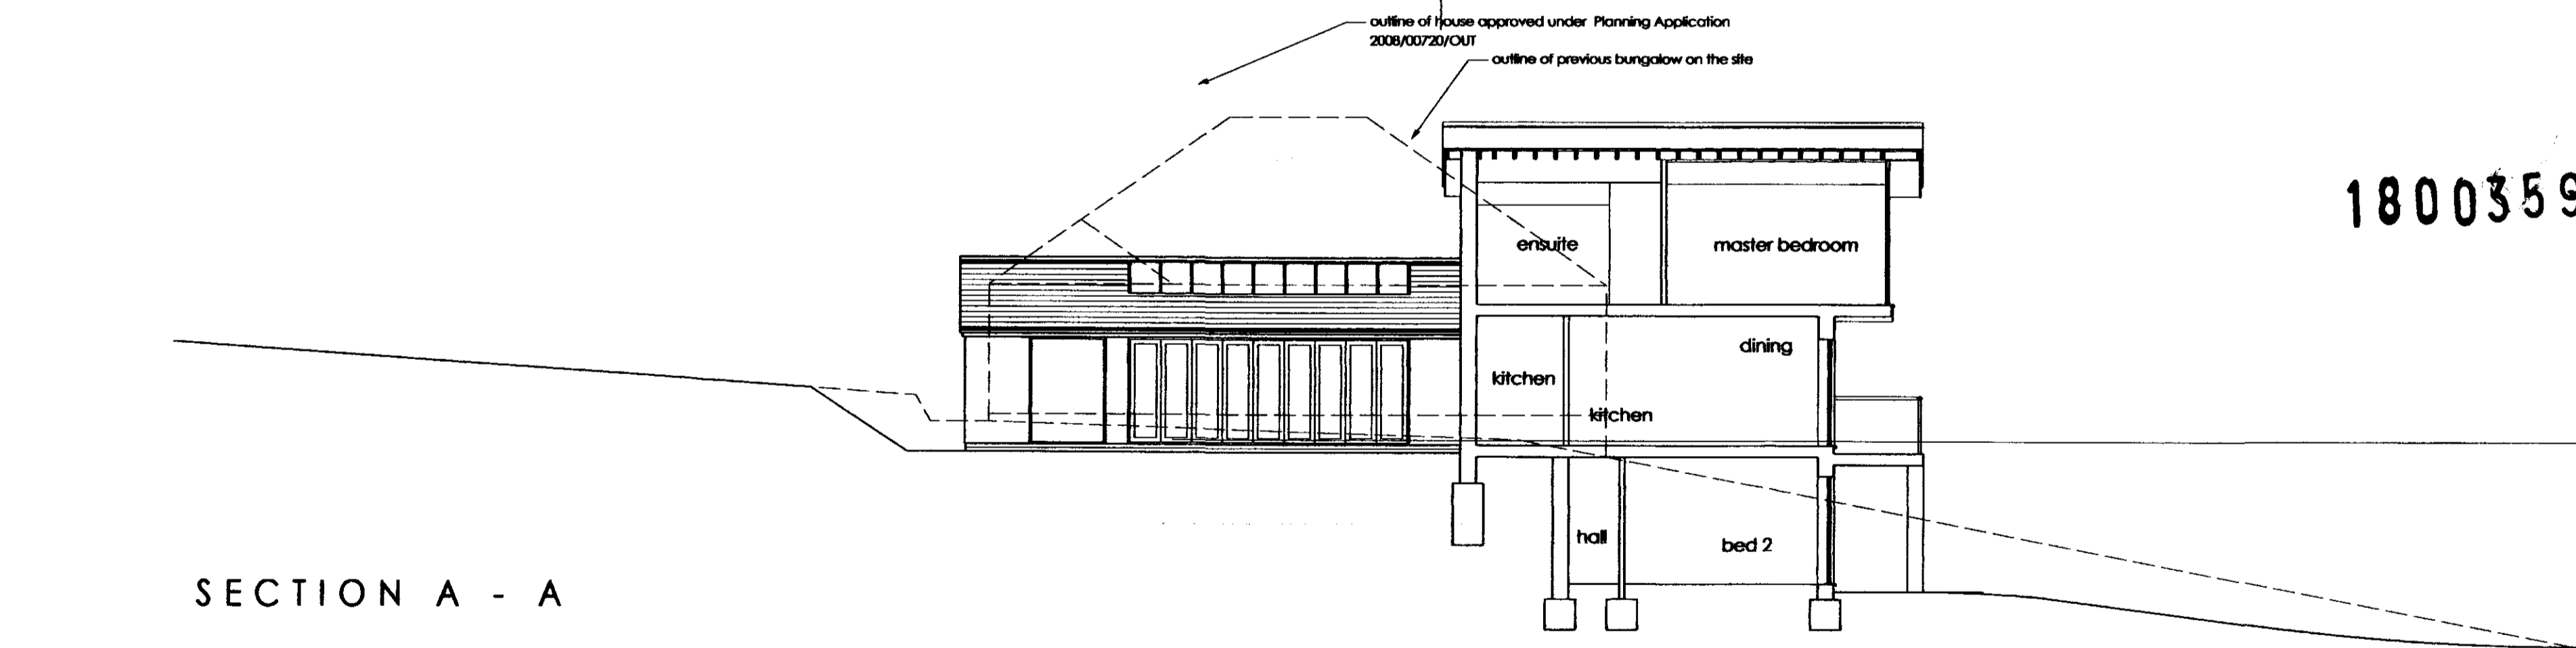 outline of house approved under Planning Application
2008/00720/OUT
outline of previous bungalow on the site
1800359
ensuite
master bedroom
dining
kitchen
kitchen
hall
bed 2
SECTION A - A